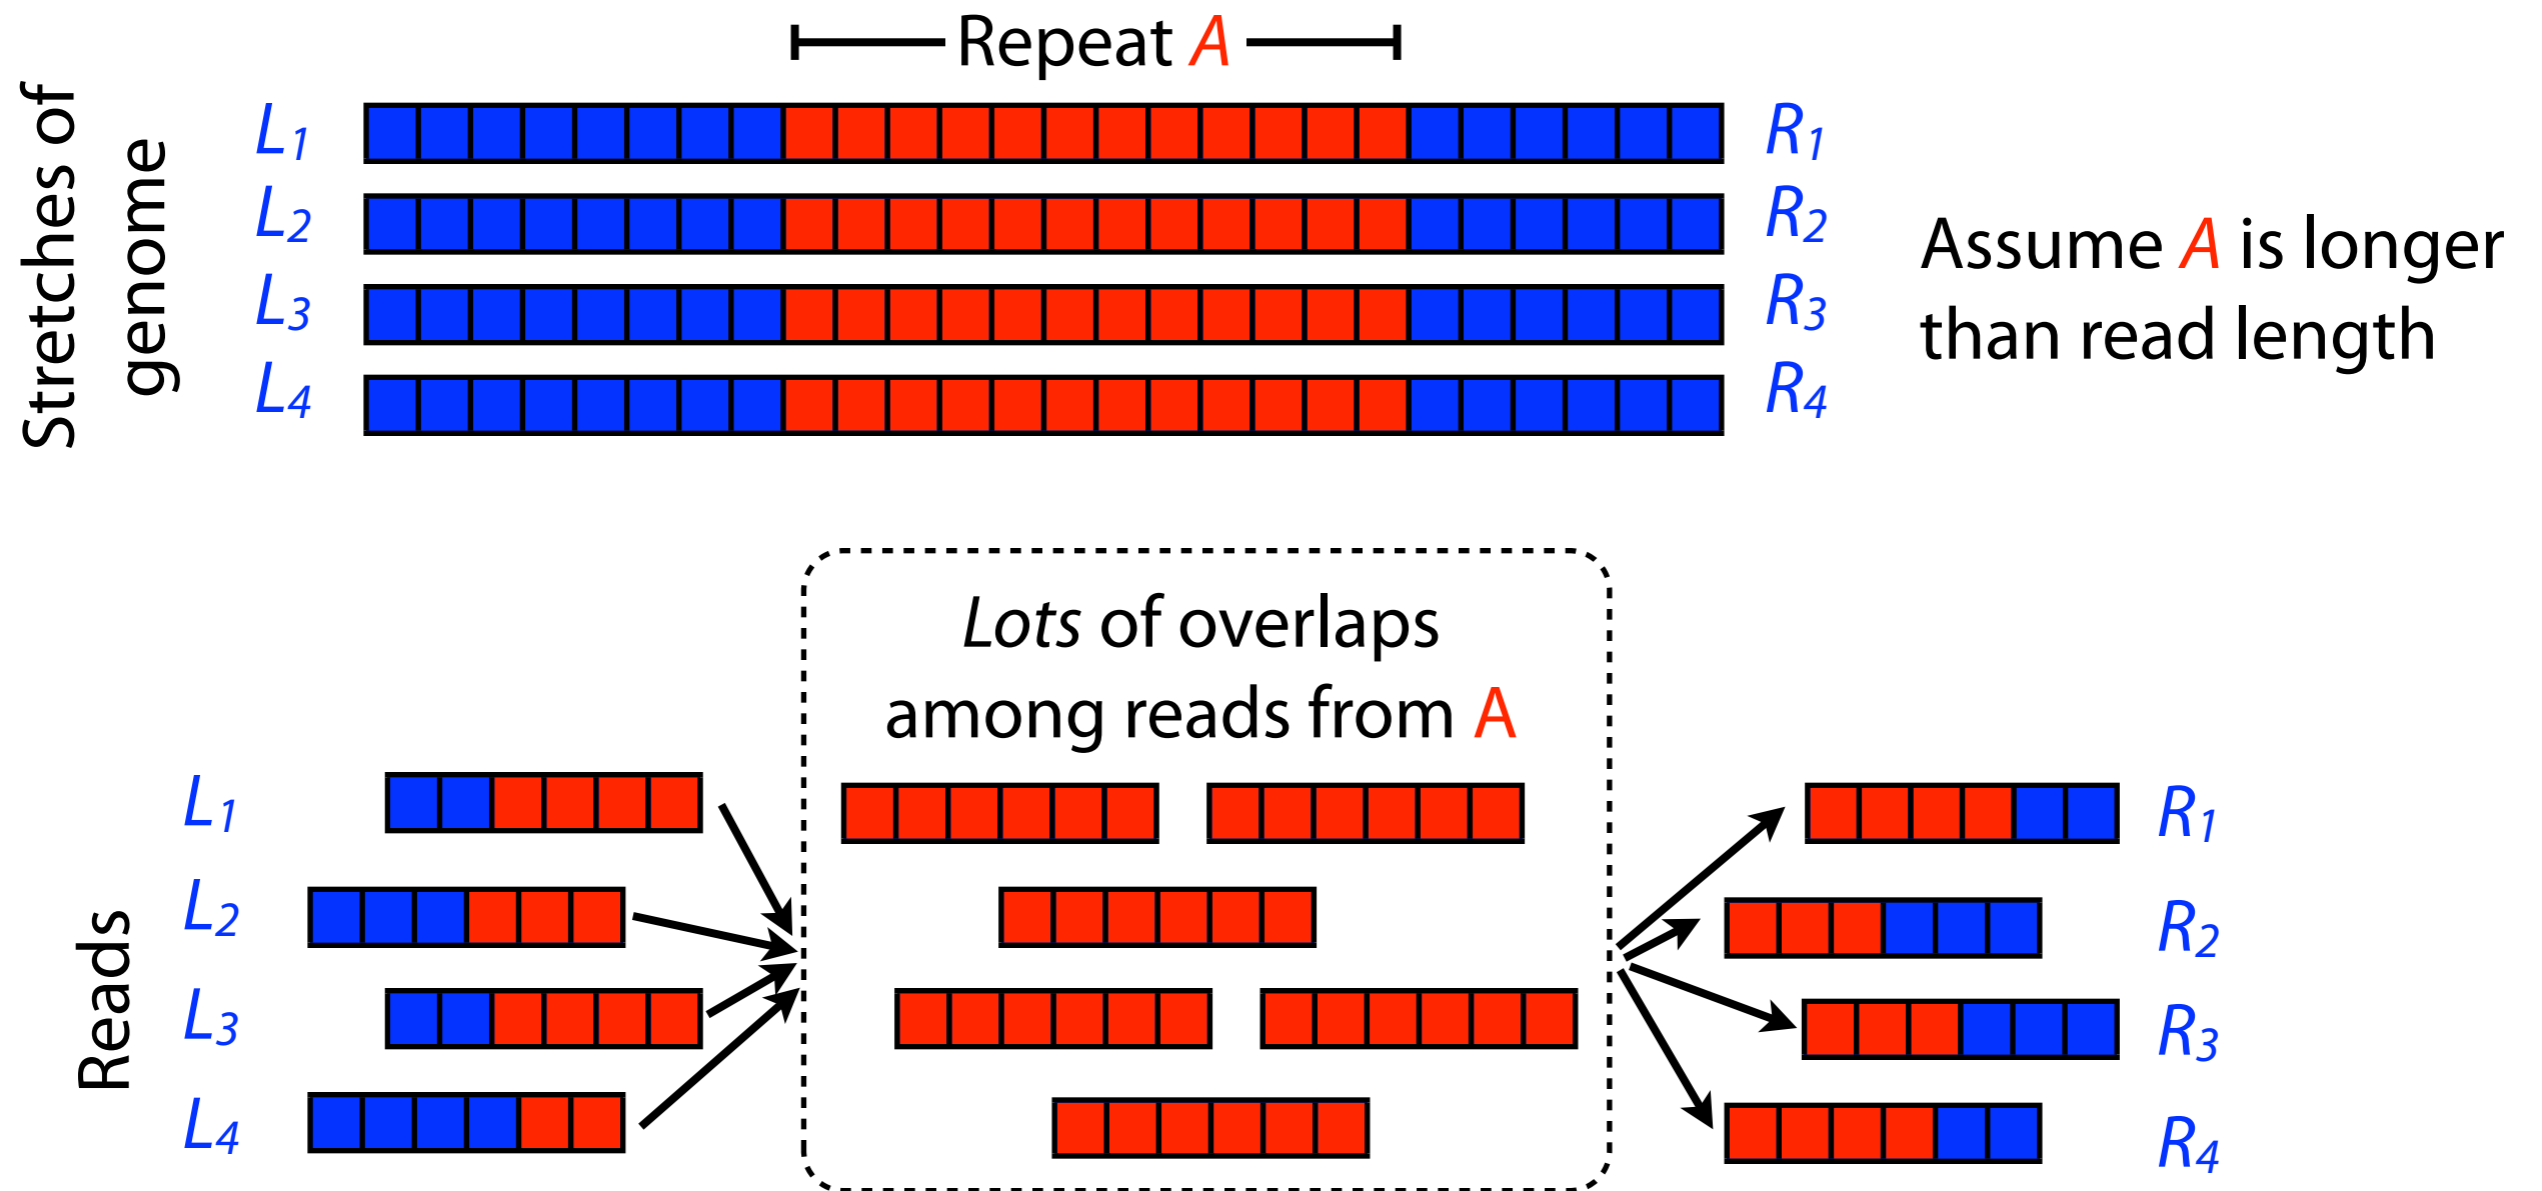 Repeat A
Stretches of
genome
L1
R1
L2
R2
L3
R3
L4
R4
Assume A is longer
than read length
Lots of overlaps
among reads from A
Reads
L1
R1
L2
R2
L3
R3
L4
R4